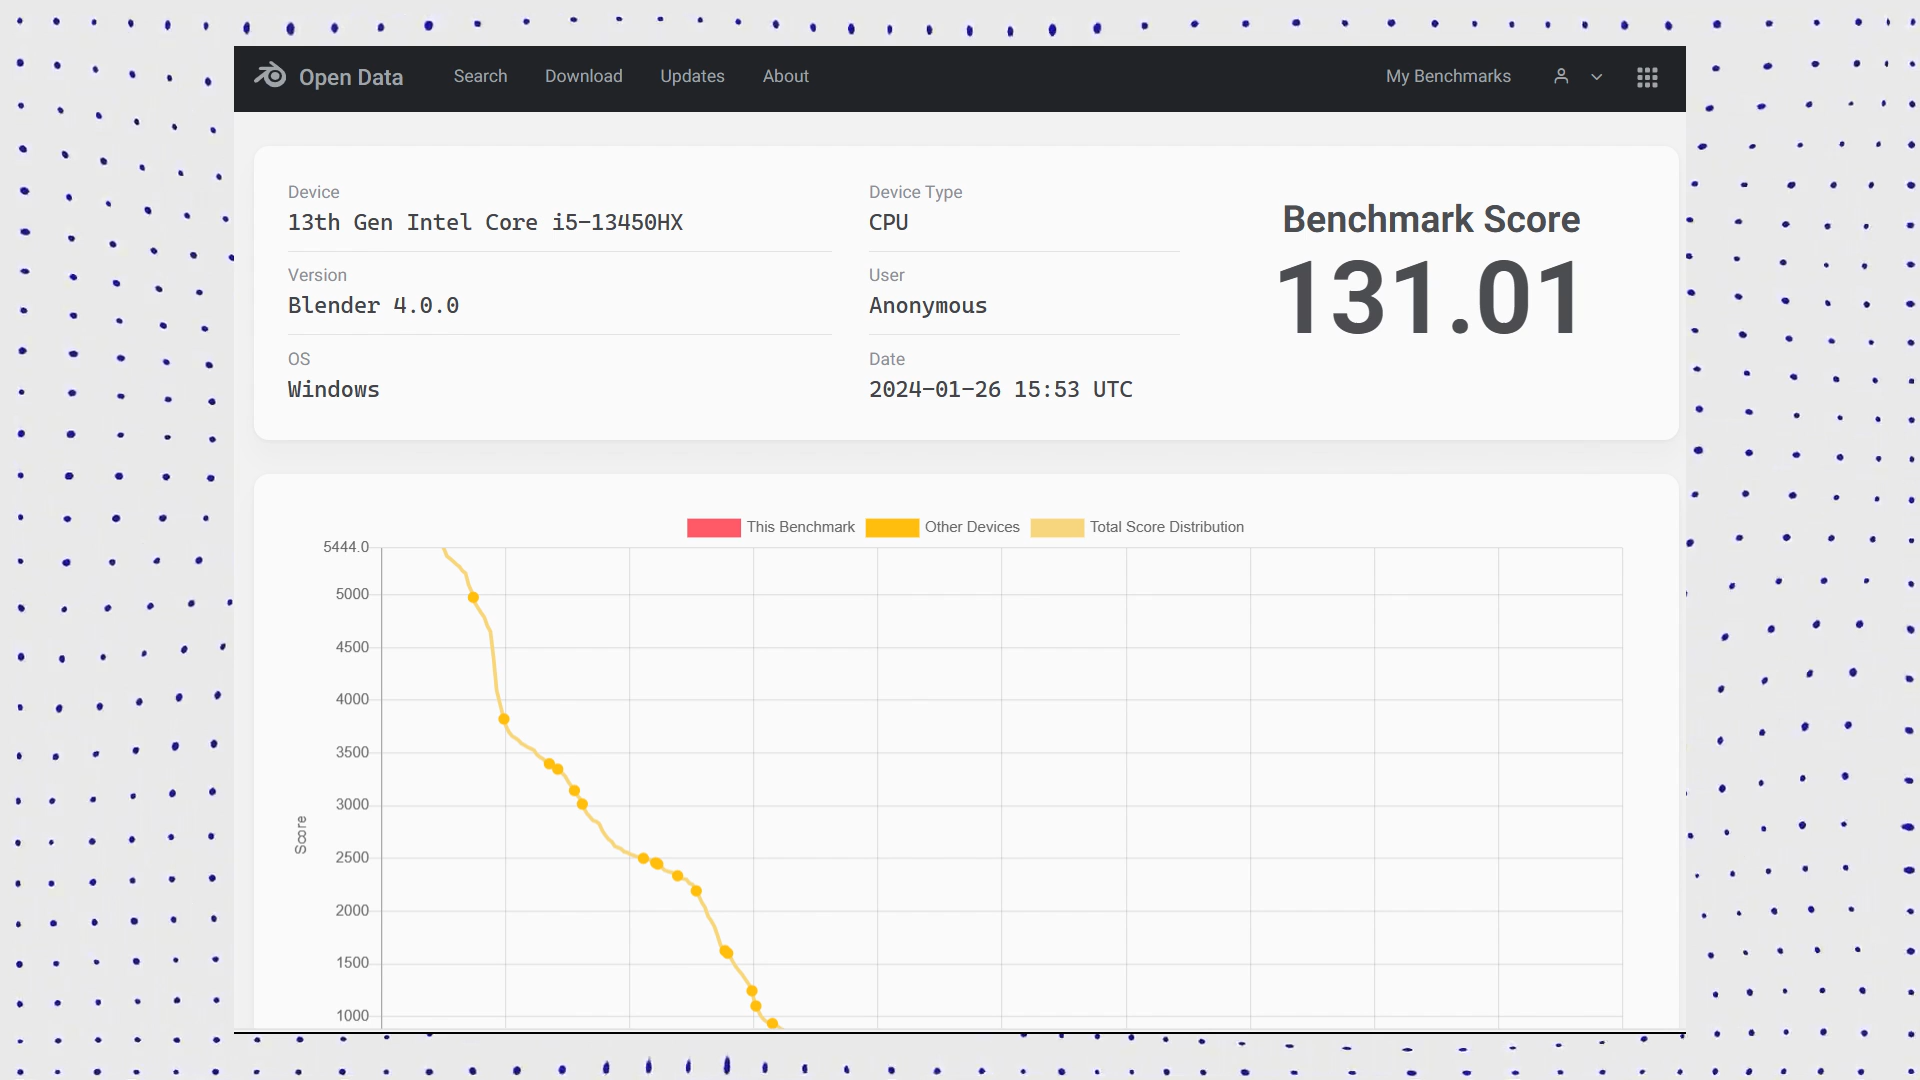 Open Data Search Download Updates About My Benchmarks
Device
13th Gen Intel Core i5-13450HX
Version
Blender 4.0.0
OS
Windows
Device Type
CPU
User
Anonymous
Date
2024-01-26 15:53 UTC
Benchmark Score
131.01
This Benchmark Other Devices Total Score Distribution
Score
5444.0
5000
4500
4000
3500
3000
2500
2000
1500
1000